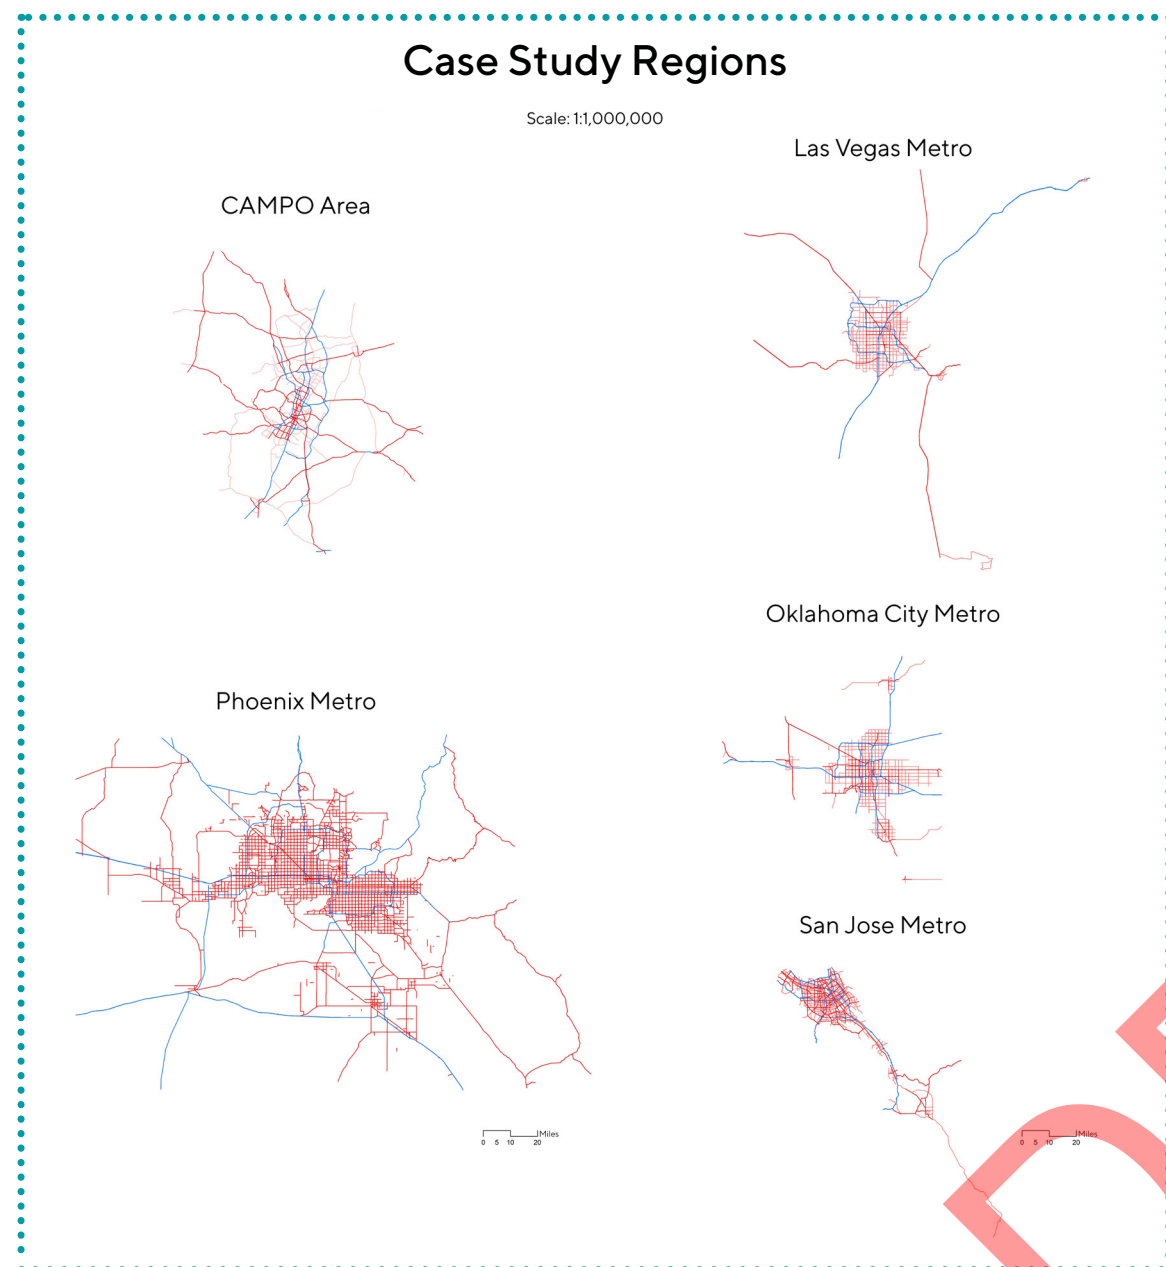 Case Study Regions
Scale: 1:1,000,000
Las Vegas Metro
CAMPO Area
Oklahoma City Metro
Phoenix Metro
San Jose Metro
Miles
0 5 10 20
Miles
0 5 10 20